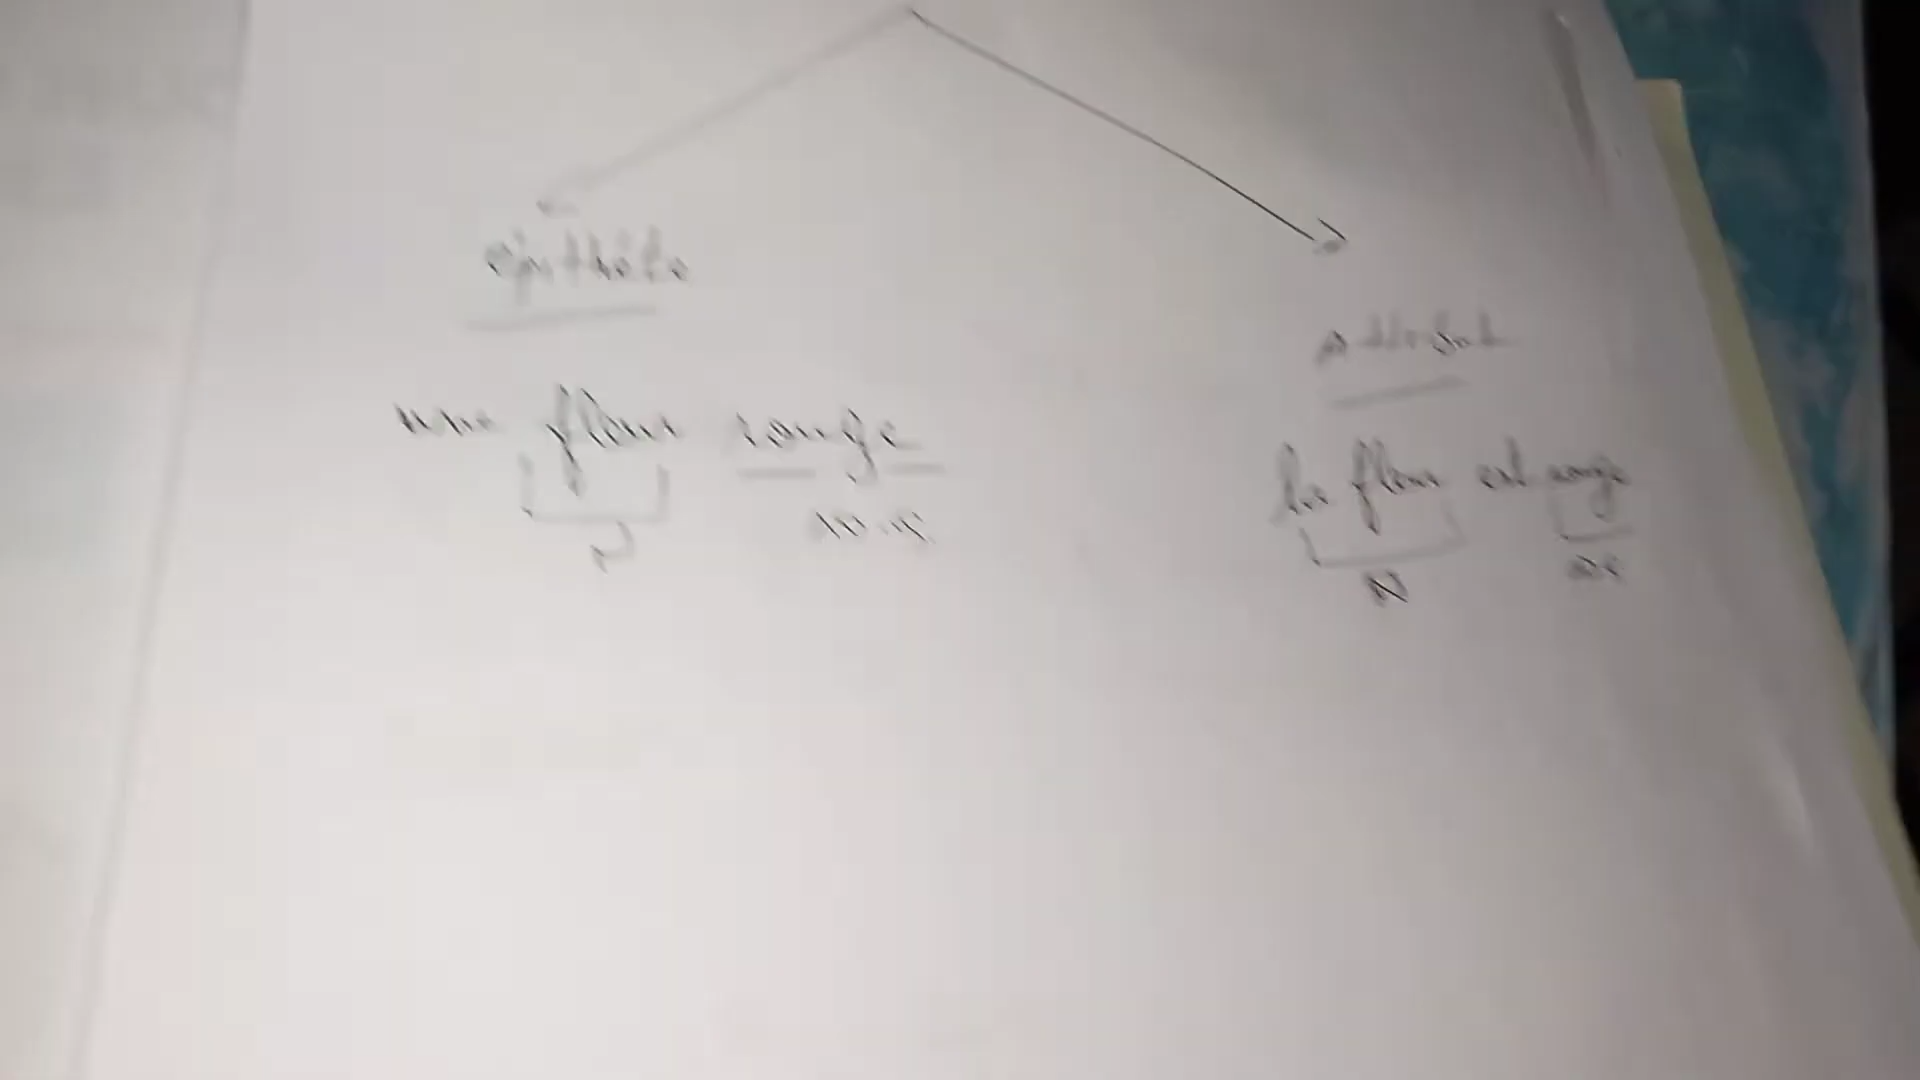 épithète
Attribut
une fleur rouge
N
la fleur est rouge
N